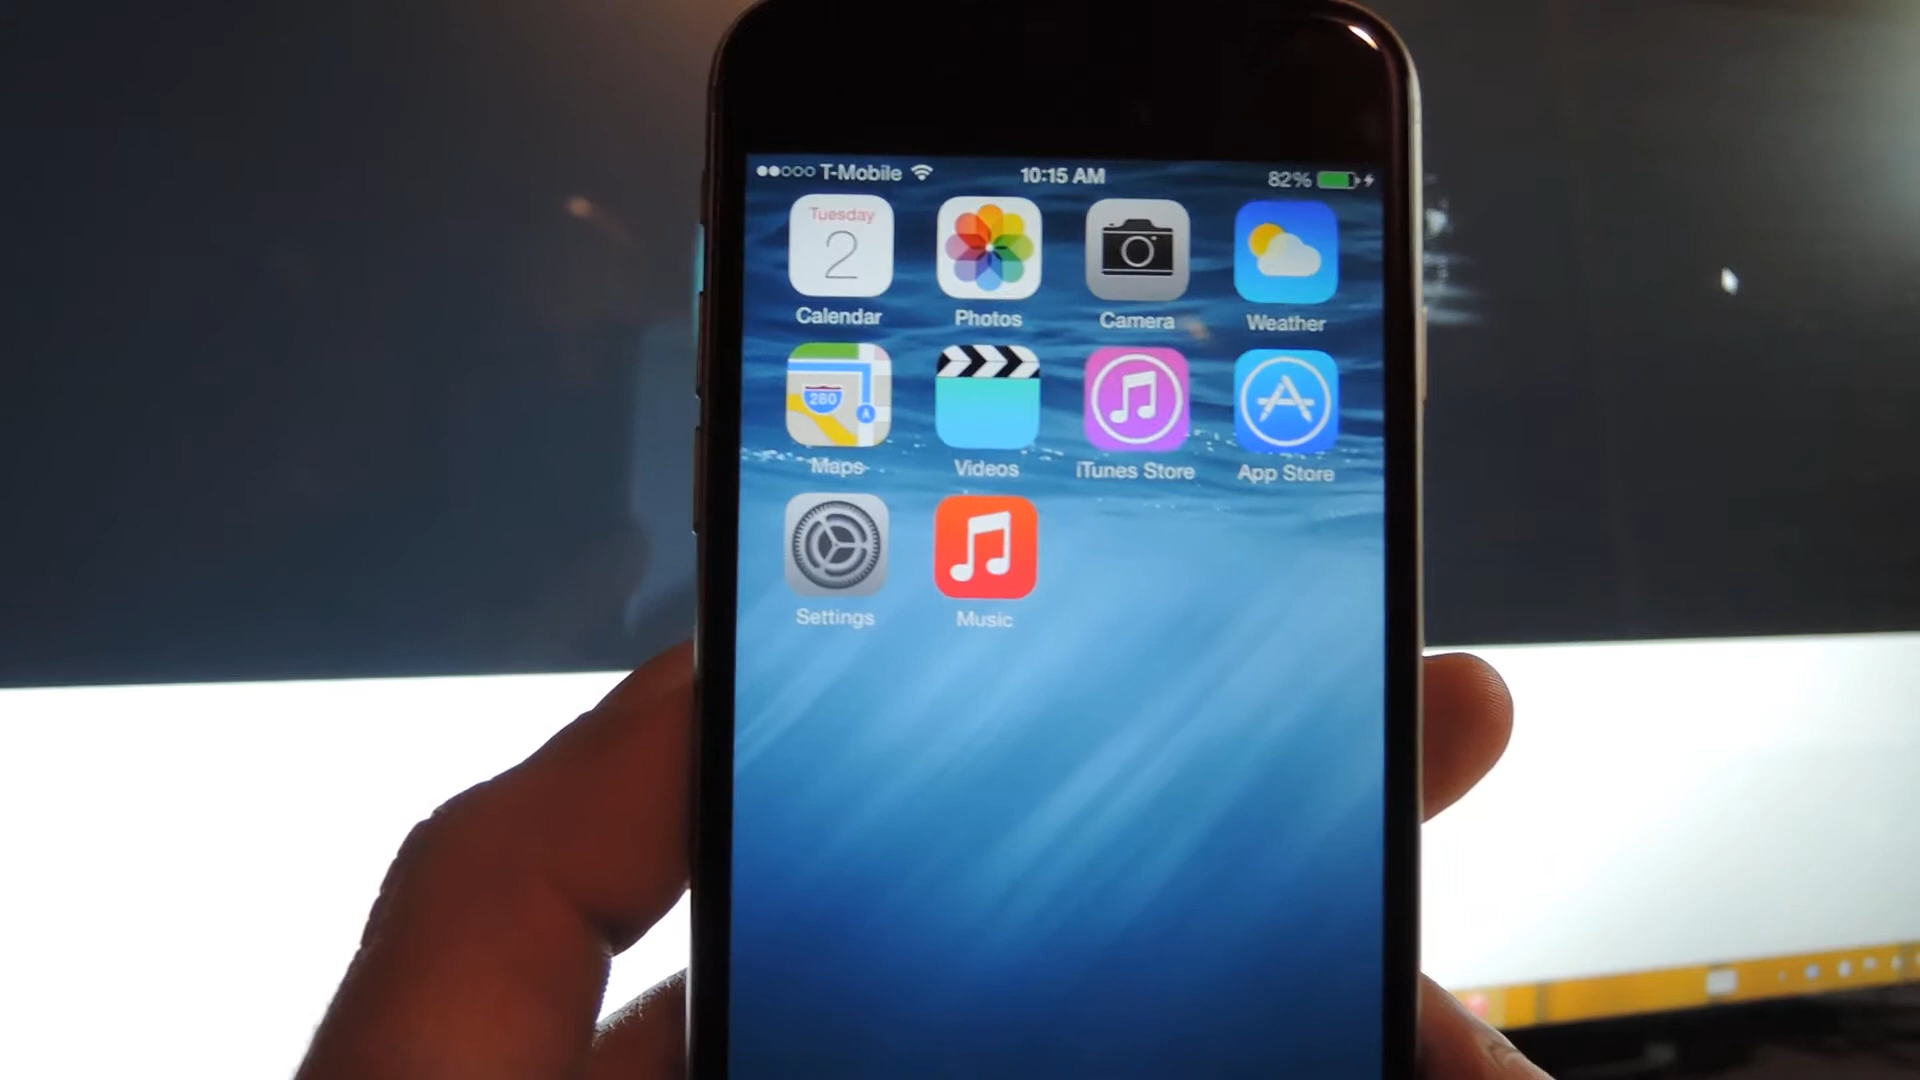 T-Mobile 10:15 AM 82%
Tuesday
2
Calendar Photos Camera Weather
280
Maps Videos iTunes Store App Store
Settings Music